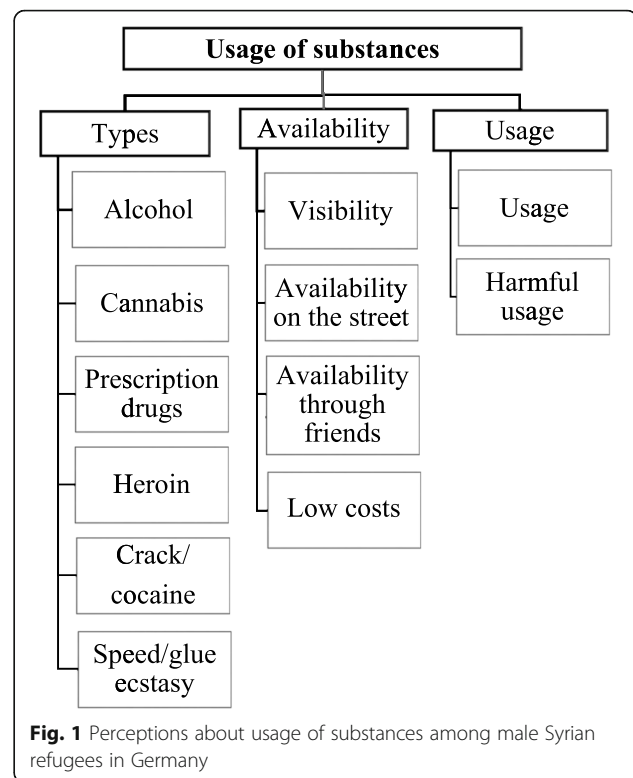 Usage of substances
Types
Availability
Usage
Alcohol
Cannabis
Prescription
drugs
Heroin
Crack/
cocaine
Speed/glue
ecstasy
Visibility
Availability
on the street
Availability
through
friends
Low costs
Usage
Harmful
usage
Fig. 1 Perceptions about usage of substances among male Syrian
refugees in Germany